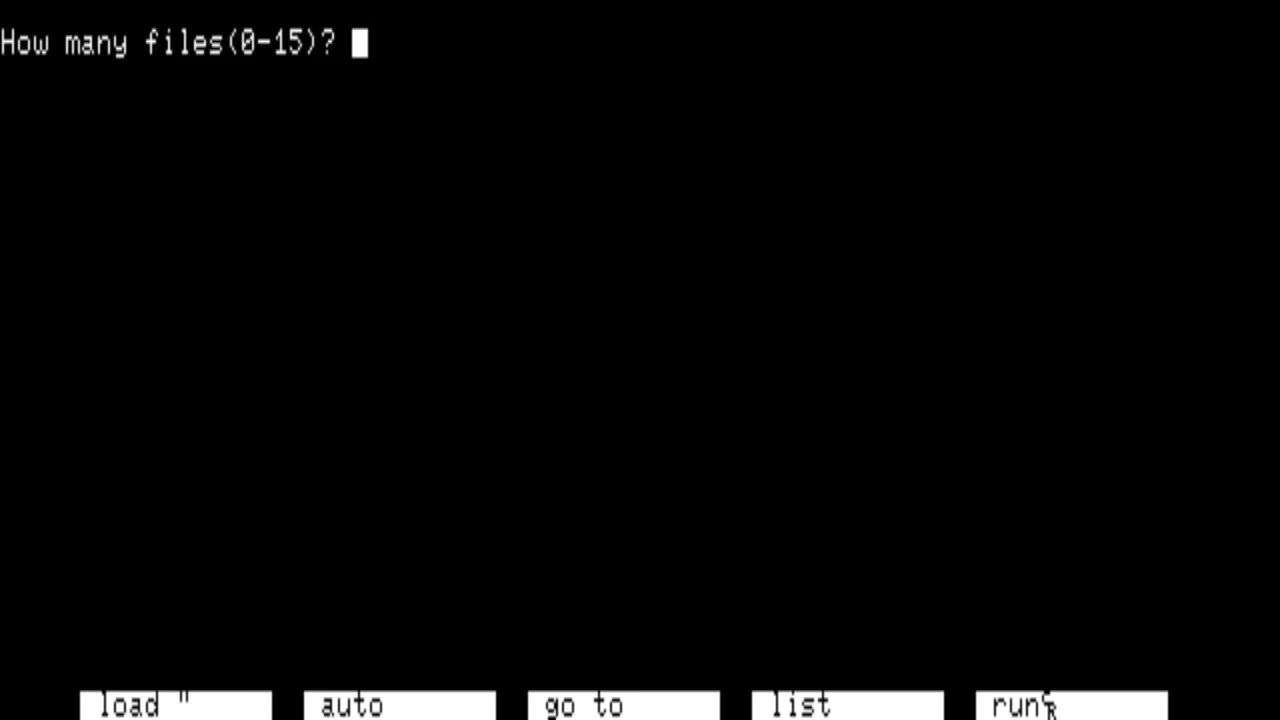 How many files(0-15)?
load " auto go to list run␍